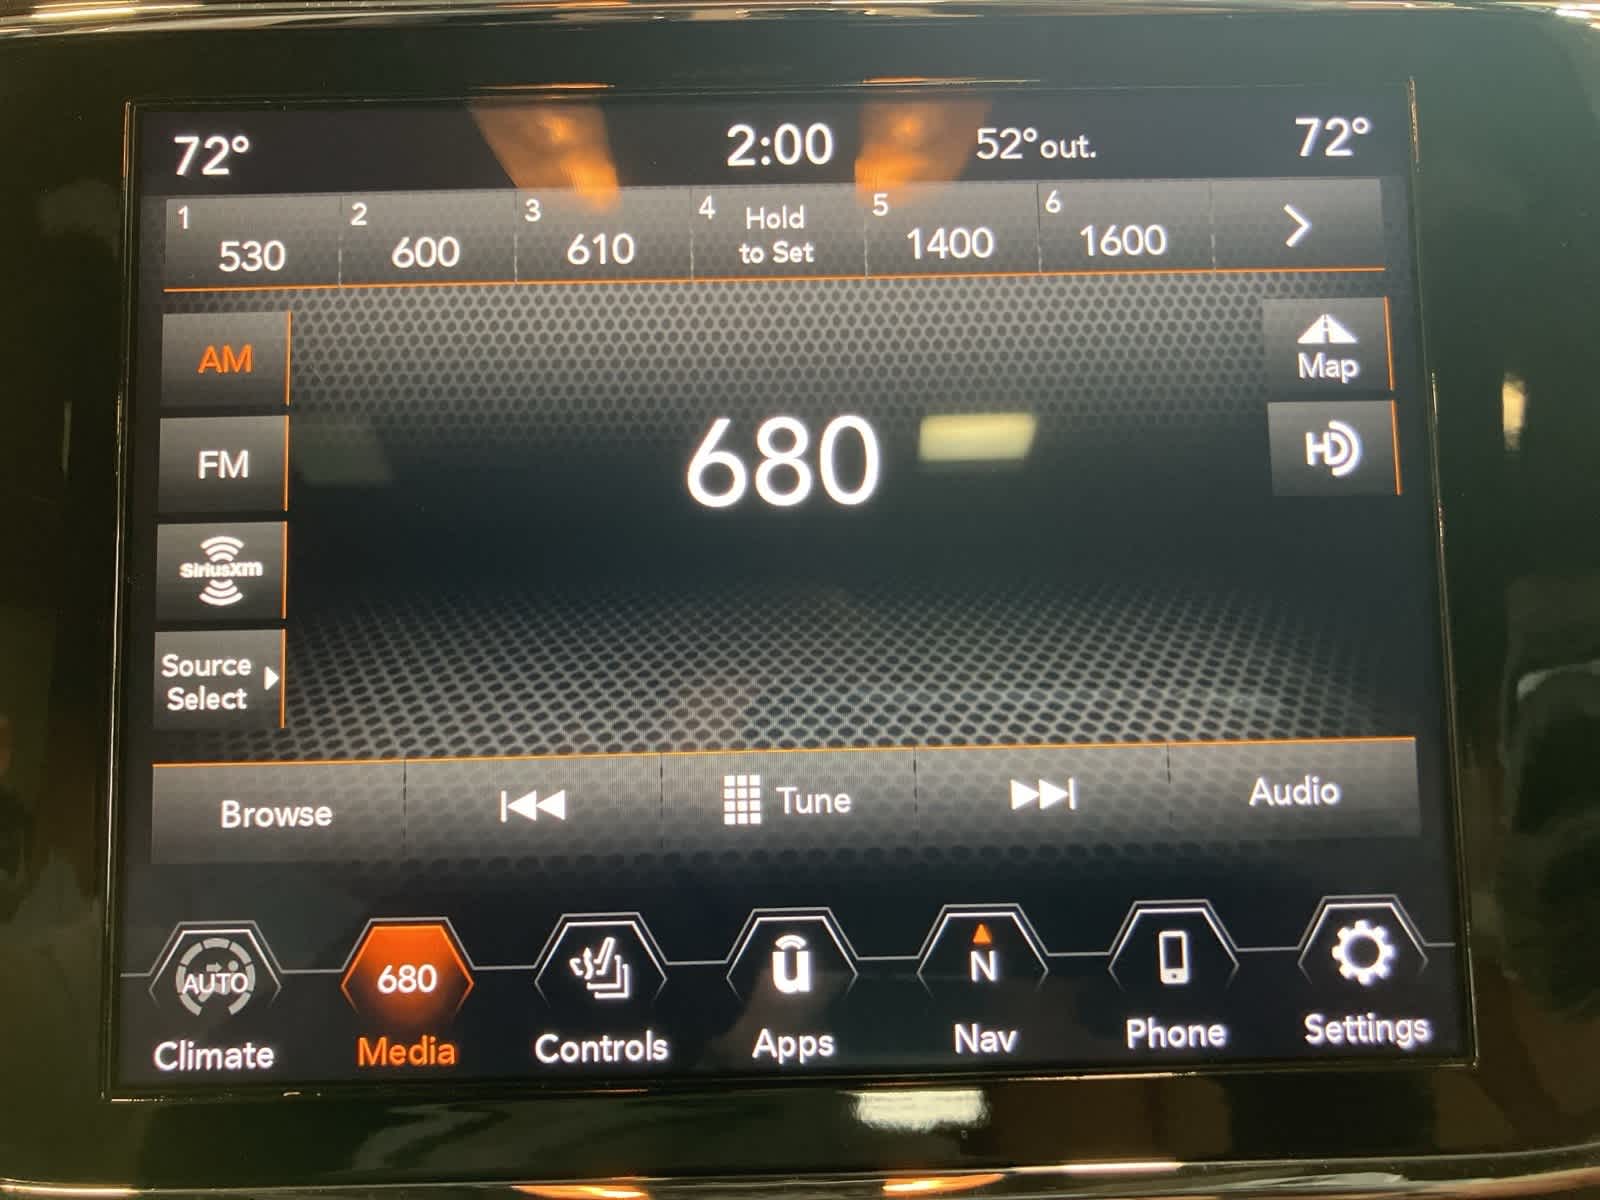 72° 2:00 52°out. 72°
1 2 3 4 Hold to Set 5 6
530 600 610 1400 1600
AM
Map
FM
HD
680
SiriusXm
Source
Select
Browse Tune Audio
AUTO 680 u N
Climate Media Controls Apps Nav Phone Settings